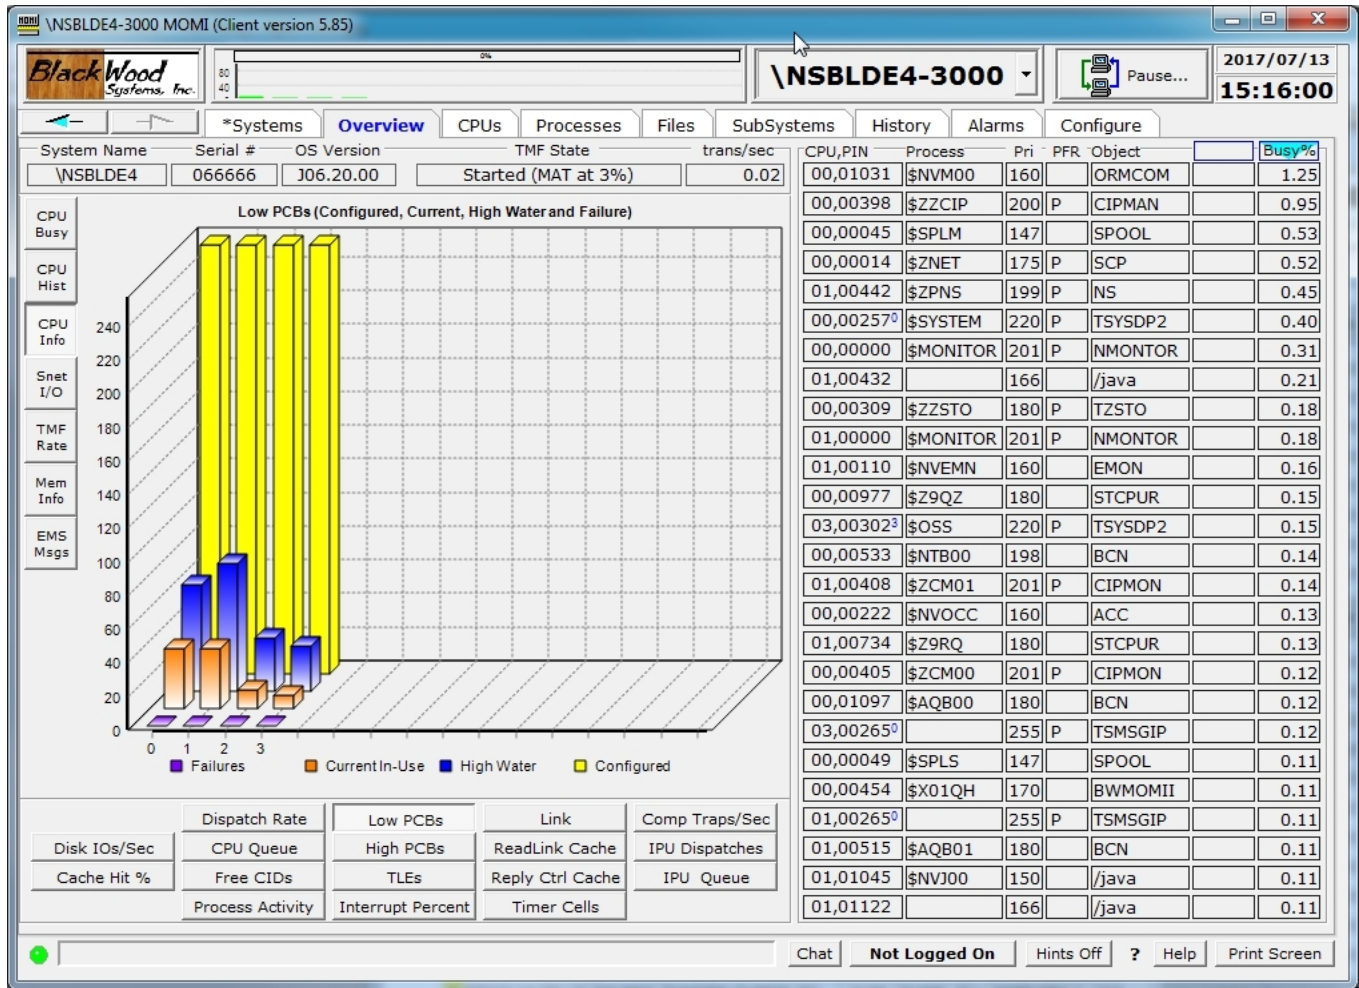 \NSBLDE4-3000 MOMI (Client version 5.85)
BlackWood
Systems, Inc.
0%
80
40
\NSBLDE4-3000
Pause...
2017/07/13
15:16:00
*Systems Overview CPUs Processes Files SubSystems History Alarms Configure
System Name Serial # OS Version TMF State trans/sec
\NSBLDE4 066666 J06.20.00 Started (MAT at 3%) 0.02
CPU Busy
CPU Hist
CPU Info
Snet I/O
TMF Rate
Mem Info
EMS Msgs
Low PCBs (Configured, Current, High Water and Failure)
240
220
200
180
160
140
120
100
80
60
40
20
0
0 1 2 3
Failures Current In-Use High Water Configured
Dispatch Rate Low PCBs Link Comp Traps/Sec
Disk IOs/Sec CPU Queue High PCBs ReadLink Cache IPU Dispatches
Cache Hit % Free CIDs TLEs Reply Ctrl Cache IPU Queue
Process Activity Interrupt Percent Timer Cells
CPU,PIN Process Pri PFR Object Busy%
00,01031 $NVM00 160 ORMCOM 1.25
00,00398 $ZZCIP 200 P CIPMAN 0.95
00,00045 $SPLM 147 SPOOL 0.53
00,00014 $ZNET 175 P SCP 0.52
01,00442 $ZPNS 199 P NS 0.45
00,00257⁰ $SYSTEM 220 P TSYSDP2 0.40
00,00000 $MONITOR 201 P NMONTOR 0.31
01,00432 166 /java 0.21
00,00309 $ZZSTO 180 P TZSTO 0.18
01,00000 $MONITOR 201 P NMONTOR 0.18
01,00110 $NVEMN 160 EMON 0.16
00,00977 $Z9QZ 180 STCPUR 0.15
03,00302³ $OSS 220 P TSYSDP2 0.15
00,00533 $NTB00 198 BCN 0.14
01,00408 $ZCM01 201 P CIPMON 0.14
00,00222 $NVOCC 160 ACC 0.13
01,00734 $Z9RQ 180 STCPUR 0.13
00,00405 $ZCM00 201 P CIPMON 0.12
00,01097 $AQB00 180 BCN 0.12
03,00265⁰ 255 P TSMSGIP 0.12
00,00049 $SPLS 147 SPOOL 0.11
00,00454 $X01QH 170 BWMOMII 0.11
01,00265⁰ 255 P TSMSGIP 0.11
01,00515 $AQB01 180 BCN 0.11
01,01045 $NVJ00 150 /java 0.11
01,01122 166 /java 0.11
Chat Not Logged On Hints Off ? Help Print Screen